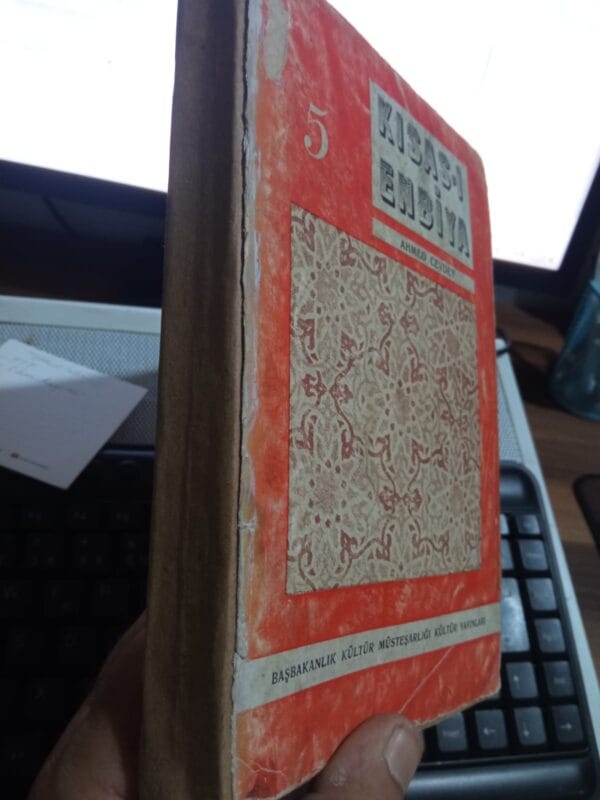 5
KISAS-I
ENBİYA
AHMED CEVDET
BAŞBAKANLIK KÜLTÜR MÜSTEŞARLIĞI KÜLTÜR YAYINLARI